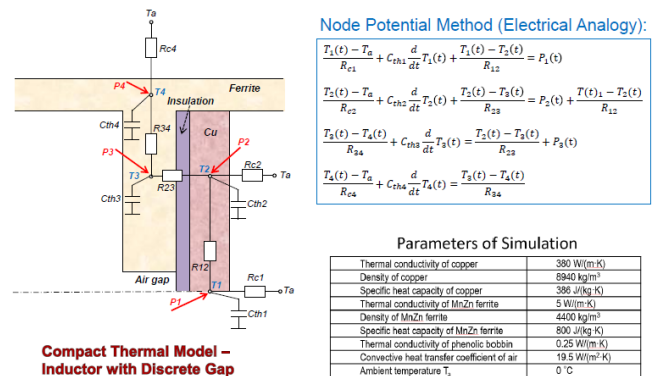 Ta
Rc4
P4
T4
Ferrite
Insulation
Cth4
R34
Cu
P2
P3
T3
T2
Rc2
Ta
R23
Cth3
Cth2
R12
Air gap
Rc1
T1
Ta
P1
Cth1
Compact Thermal Model –
Inductor with Discrete Gap
Node Potential Method (Electrical Analogy):
(T₁(t) − Tₐ)/R_c1 + C_th1 d/dt T₁(t) + (T₁(t) − T₂(t))/R₁₂ = P₁(t)
(T₂(t) − Tₐ)/R_c2 + C_th2 d/dt T₂(t) + (T₂(t) − T₃(t))/R₂₃ = P₂(t) + (T(t)₁ − T₂(t))/R₁₂
(T₃(t) − T₄(t))/R₃₄ + C_th3 d/dt T₃(t) = (T₂(t) − T₃(t))/R₂₃ + P₃(t)
(T₄(t) − Tₐ)/R_c4 + C_th4 d/dt T₄(t) = (T₃(t) − T₄(t))/R₃₄
Parameters of Simulation
Thermal conductivity of copper 380 W/(m·K)
Density of copper 8940 kg/m³
Specific heat capacity of copper 386 J/(kg·K)
Thermal conductivity of MnZn ferrite 5 W/(m·K)
Density of MnZn ferrite 4400 kg/m³
Specific heat capacity of MnZn ferrite 800 J/(kg·K)
Thermal conductivity of phenolic bobbin 0.25 W/(m·K)
Convective heat transfer coefficient of air 19.5 W/(m²·K)
Ambient temperature Tₐ 0 °C